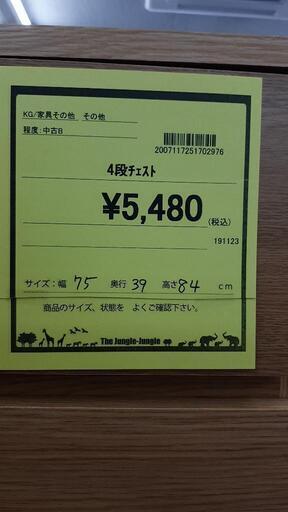 KG/家具その他 その他
程度:中古B
2007117251702976
4段ﾁｪｽﾄ
¥5,480(税込)
191123
サイズ:幅 75 奥行 39 高さ 84 cm
商品のサイズ、状態を よくご確認下さい。
The Jungle-Jungle